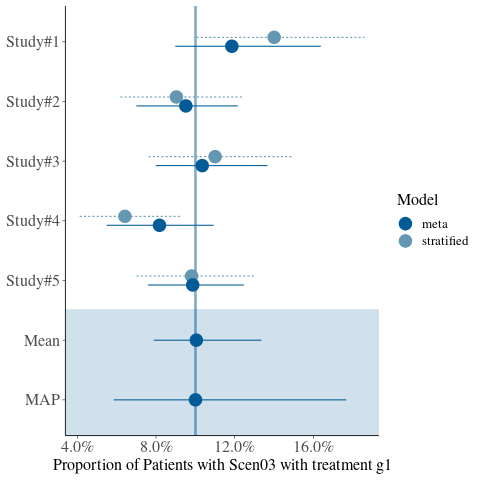 Study#1
Study#2
Study#3
Study#4
Study#5
Mean
MAP
4.0% 8.0% 12.0% 16.0%
Proportion of Patients with Scen03 with treatment g1
Model
meta
stratified